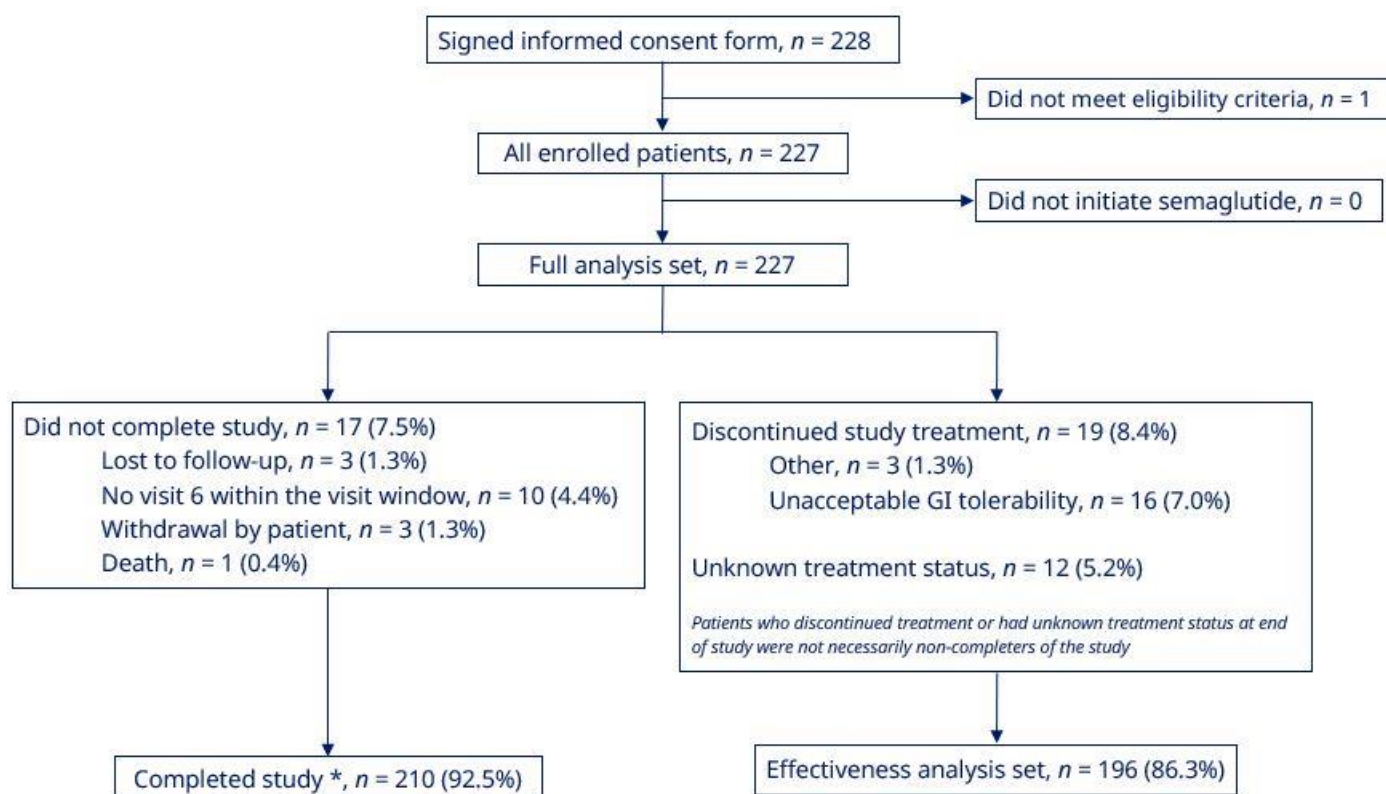 Signed informed consent form, n = 228
Did not meet eligibility criteria, n = 1
All enrolled patients, n = 227
Did not initiate semaglutide, n = 0
Full analysis set, n = 227
Did not complete study, n = 17 (7.5%)
Lost to follow-up, n = 3 (1.3%)
No visit 6 within the visit window, n = 10 (4.4%)
Withdrawal by patient, n = 3 (1.3%)
Death, n = 1 (0.4%)
Discontinued study treatment, n = 19 (8.4%)
Other, n = 3 (1.3%)
Unacceptable GI tolerability, n = 16 (7.0%)
Unknown treatment status, n = 12 (5.2%)
Patients who discontinued treatment or had unknown treatment status at end
of study were not necessarily non-completers of the study
Completed study *, n = 210 (92.5%)
Effectiveness analysis set, n = 196 (86.3%)